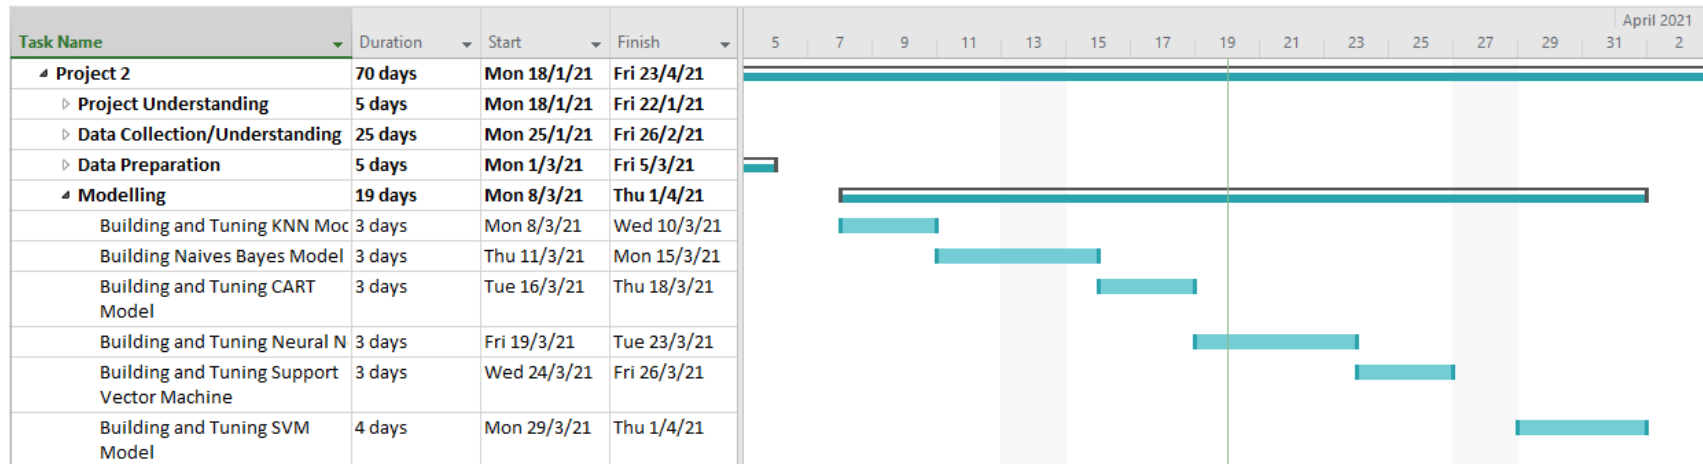 April 2021
Task Name Duration Start Finish 5 7 9 11 13 15 17 19 21 23 25 27 29 31 2
Project 2 70 days Mon 18/1/21 Fri 23/4/21
Project Understanding 5 days Mon 18/1/21 Fri 22/1/21
Data Collection/Understanding 25 days Mon 25/1/21 Fri 26/2/21
Data Preparation 5 days Mon 1/3/21 Fri 5/3/21
Modelling 19 days Mon 8/3/21 Thu 1/4/21
Building and Tuning KNN Moc 3 days Mon 8/3/21 Wed 10/3/21
Building Naives Bayes Model 3 days Thu 11/3/21 Mon 15/3/21
Building and Tuning CART 3 days Tue 16/3/21 Thu 18/3/21
Model
Building and Tuning Neural N 3 days Fri 19/3/21 Tue 23/3/21
Building and Tuning Support 3 days Wed 24/3/21 Fri 26/3/21
Vector Machine
Building and Tuning SVM 4 days Mon 29/3/21 Thu 1/4/21
Model